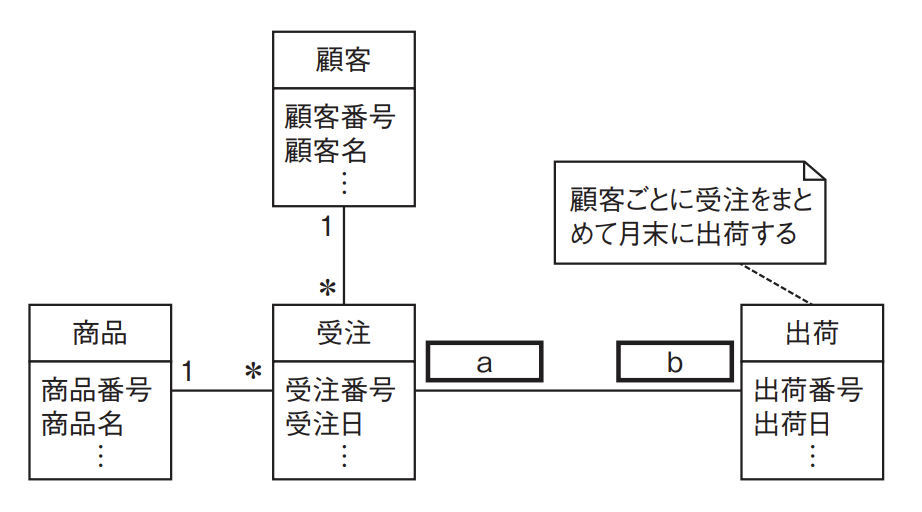 顧客
顧客番号
顧客名
⋮
1
*
顧客ごとに受注をまと
めて月末に出荷する
商品
商品番号
商品名
⋮
1
*
受注
受注番号
受注日
⋮
a
b
出荷
出荷番号
出荷日
⋮